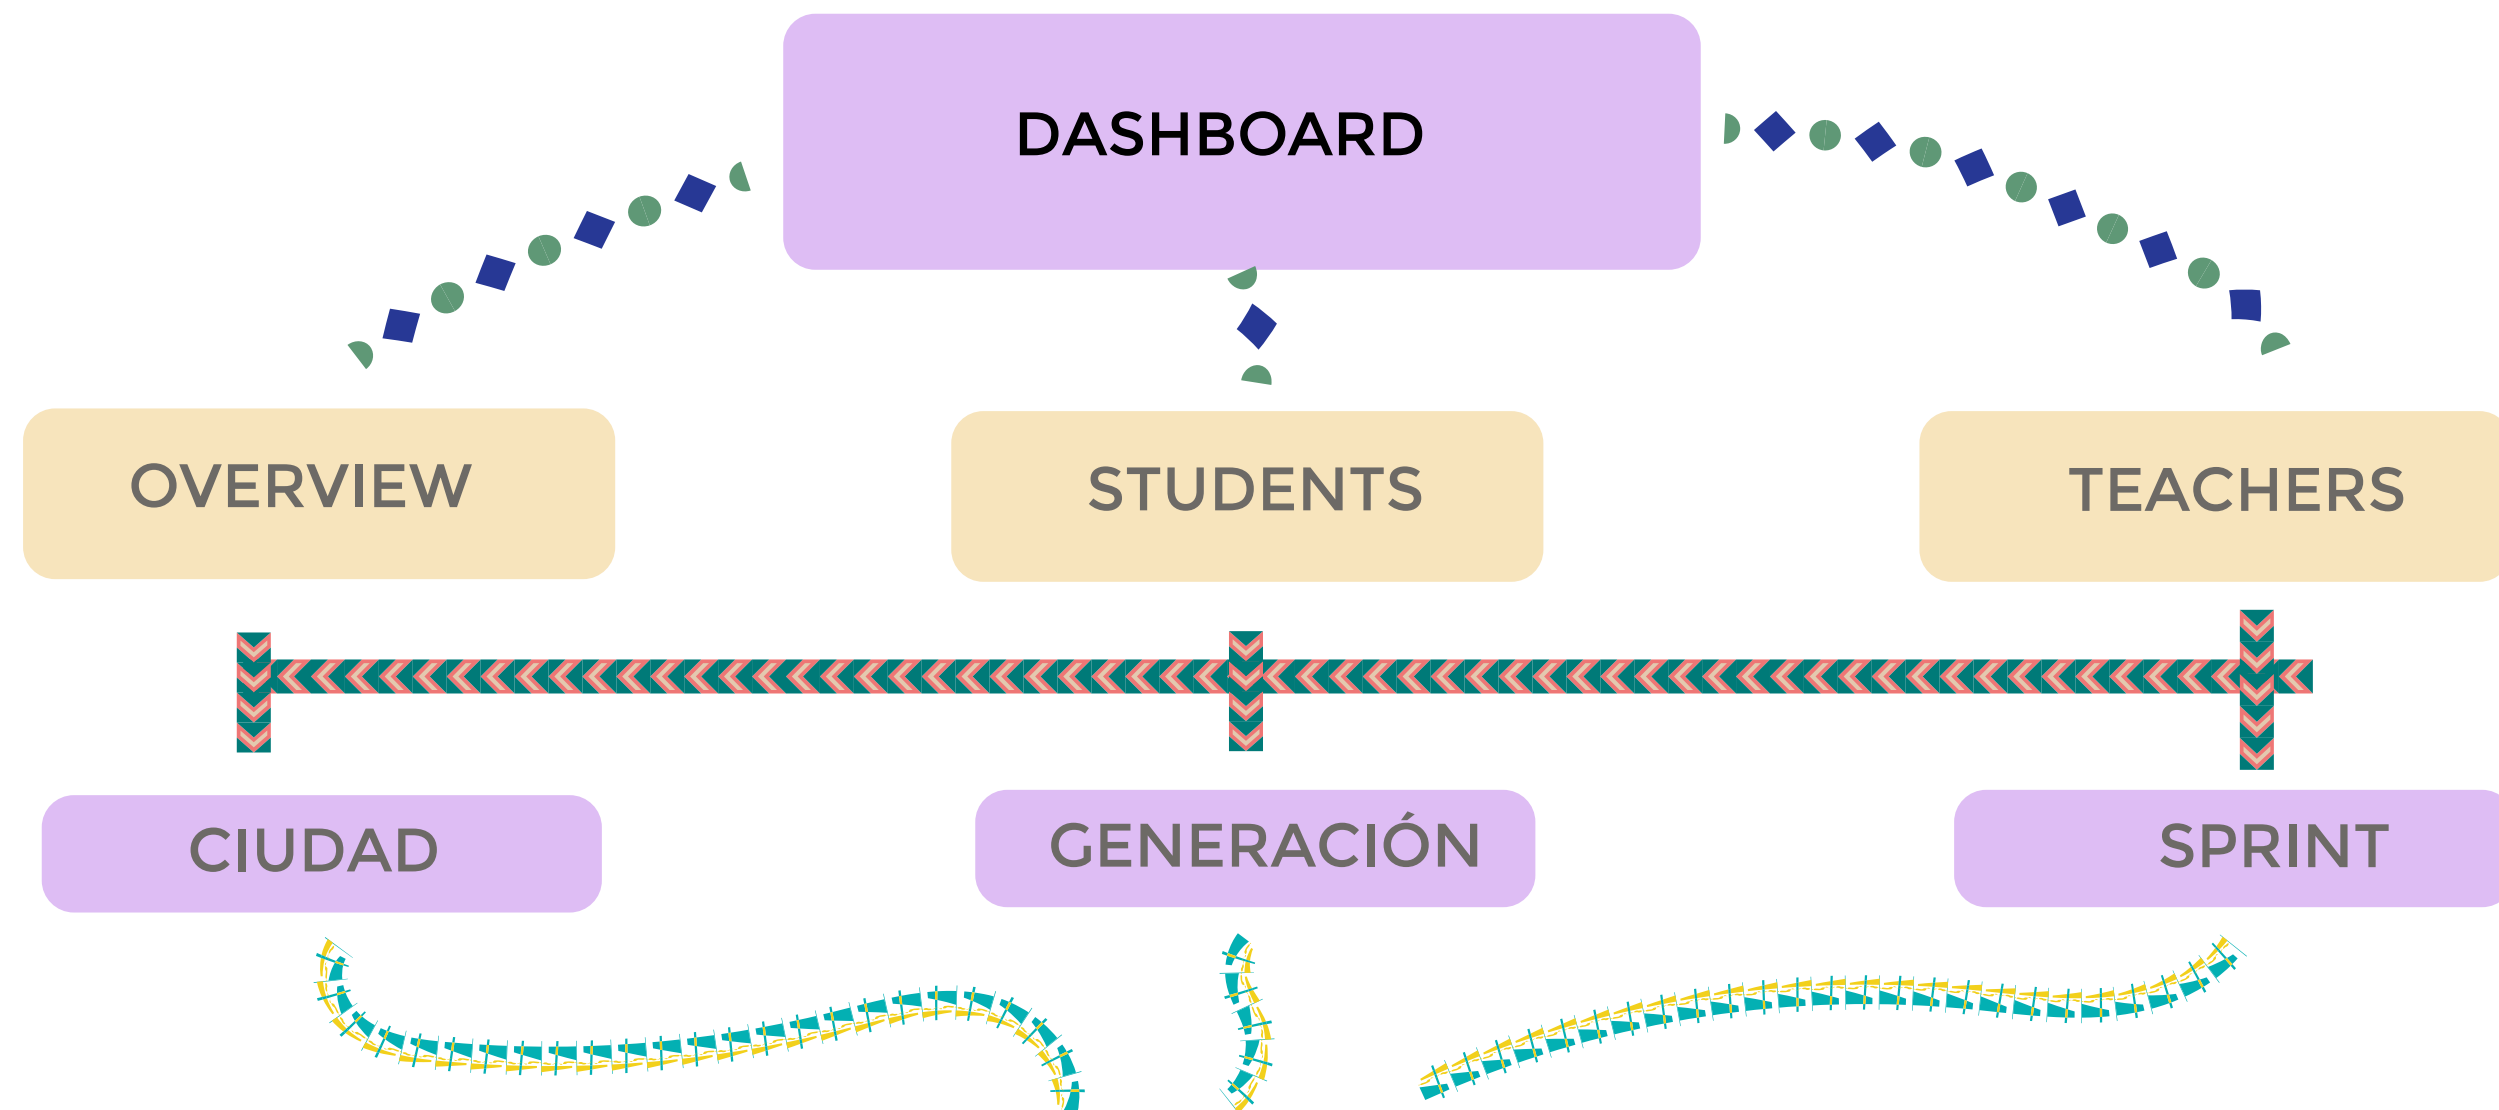 DASHBOARD
OVERVIEW
STUDENTS
TEACHERS
CIUDAD
GENERACIÓN
SPRINT